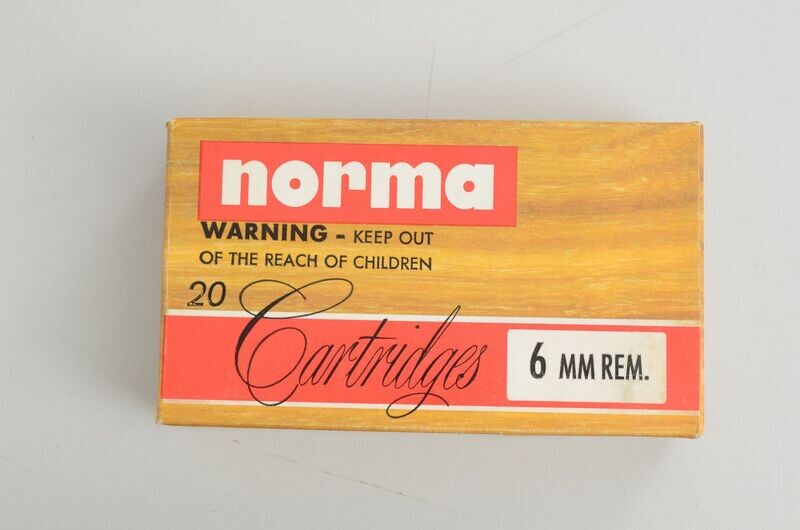 norma
WARNING - KEEP OUT
OF THE REACH OF CHILDREN
20 Cartridges
6 MM REM.